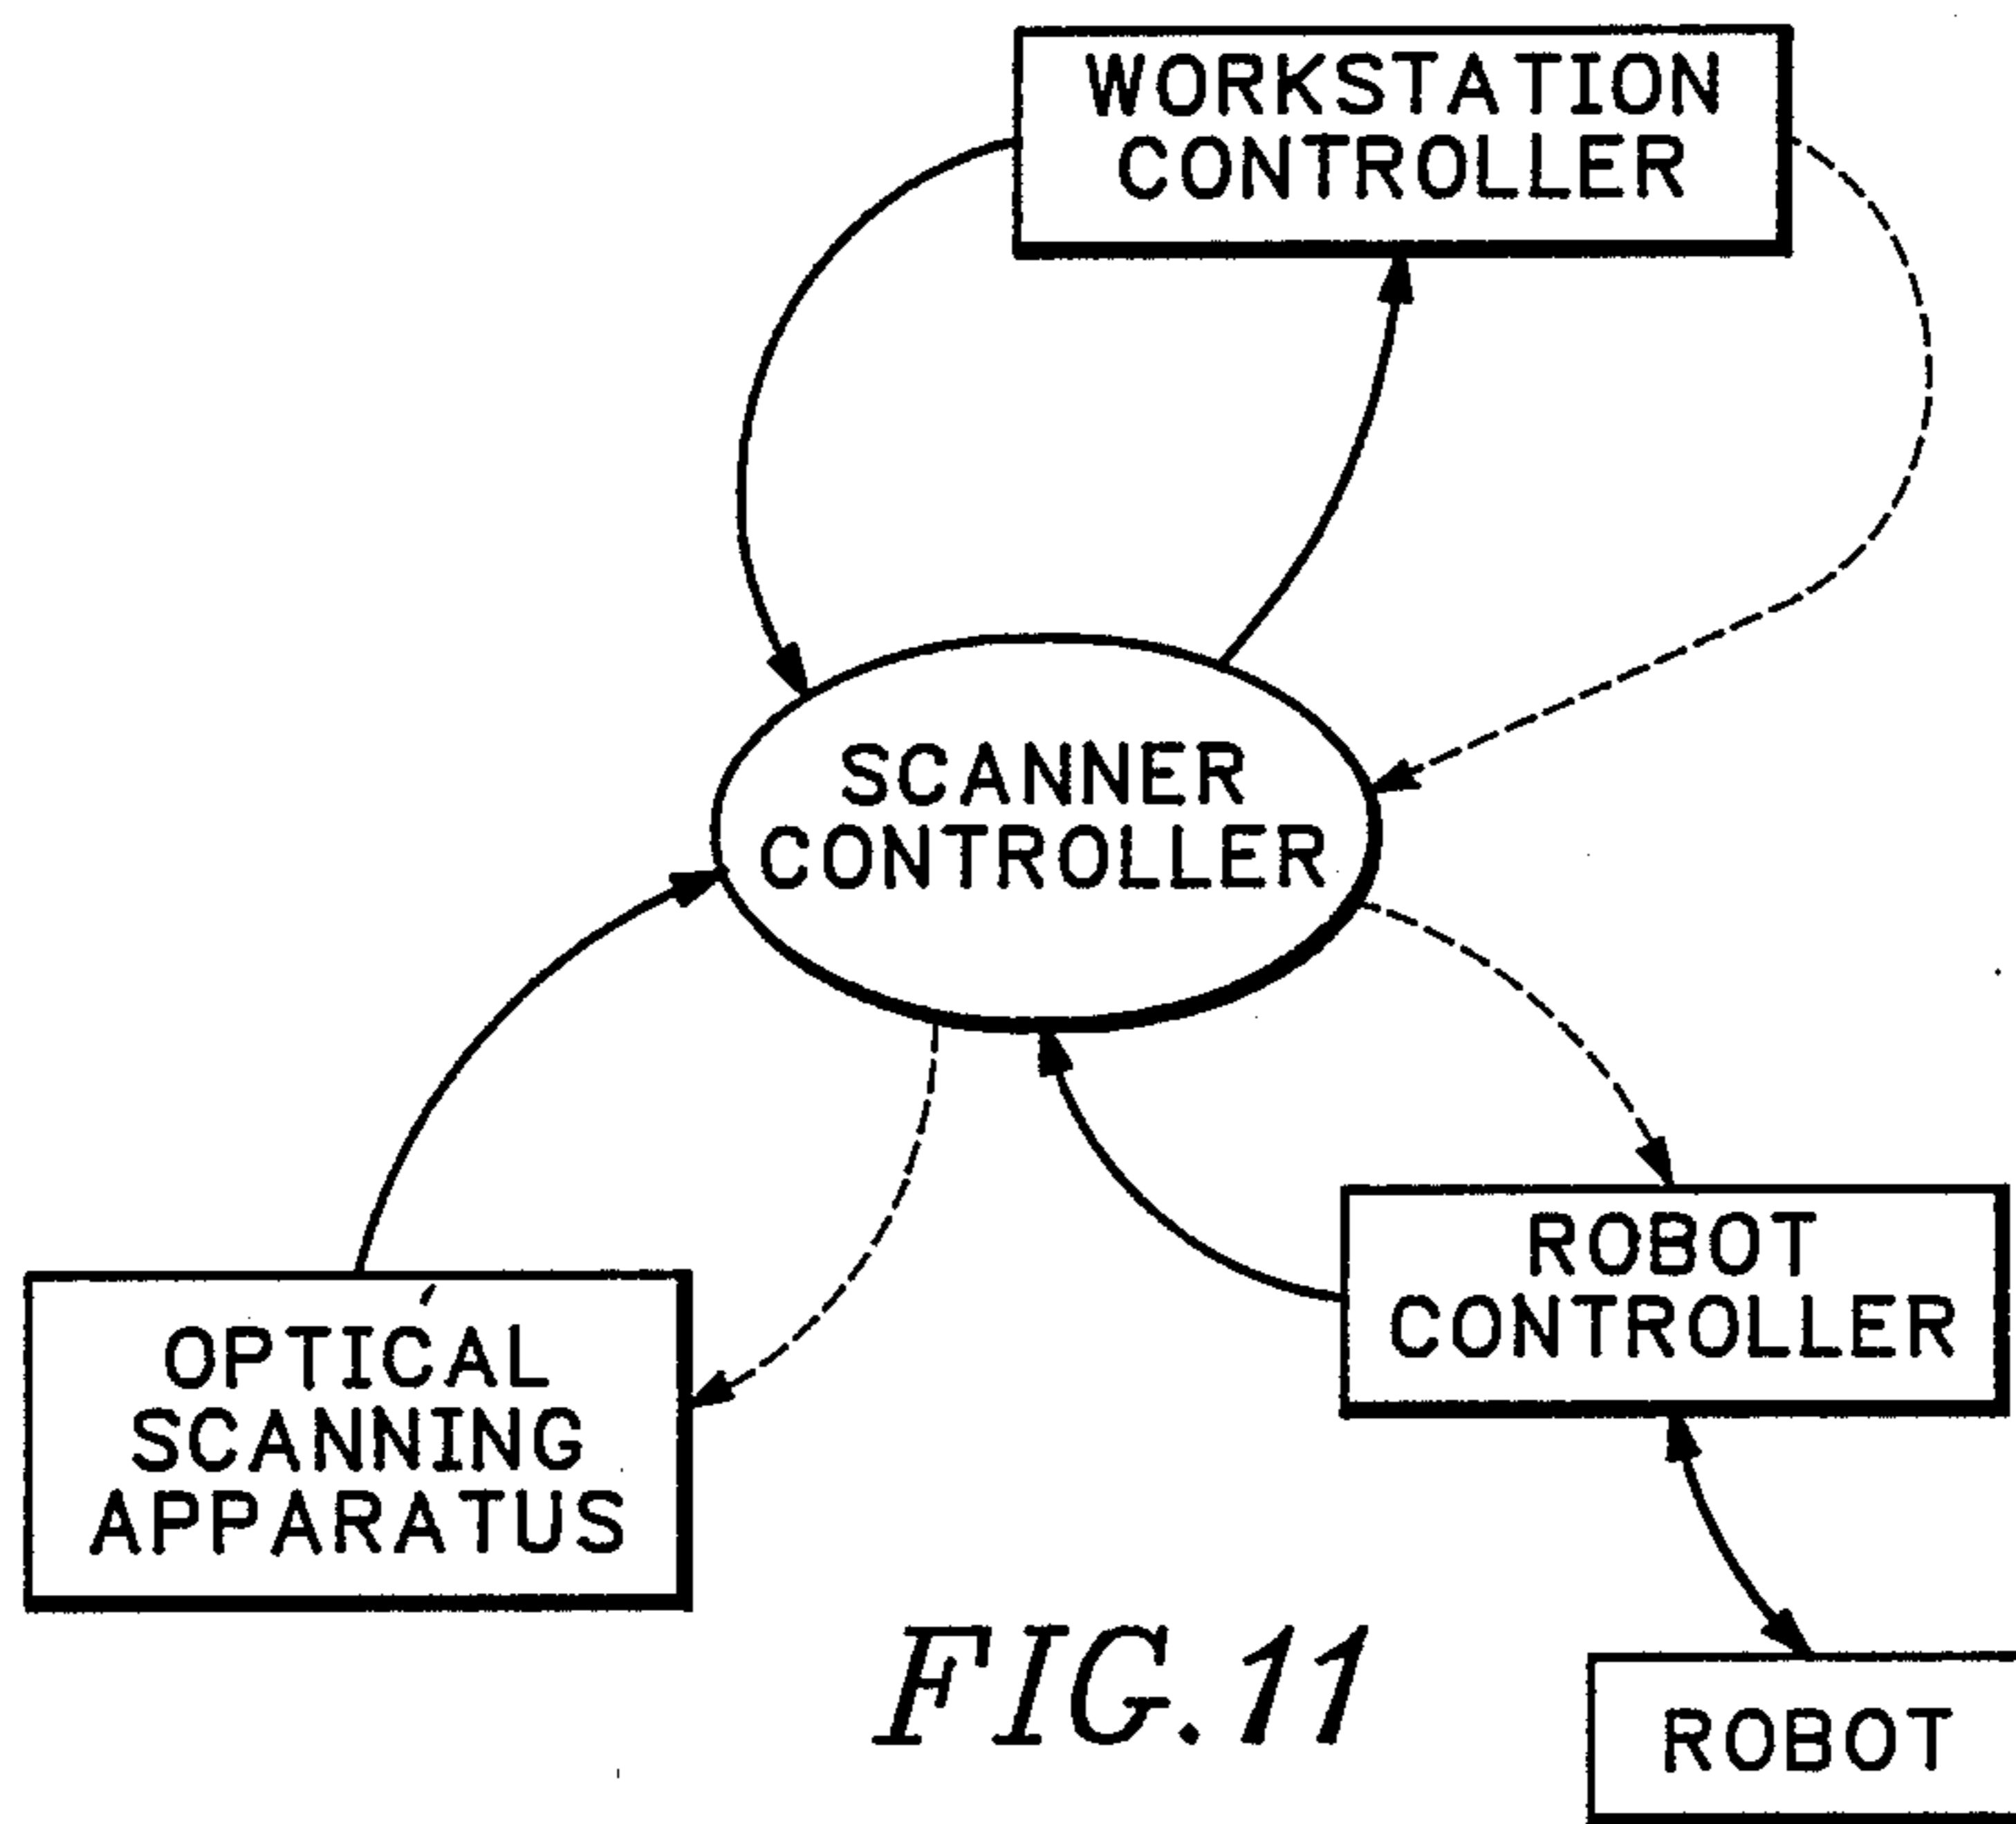 WORKSTATION
CONTROLLER
SCANNER
CONTROLLER
ROBOT
CONTROLLER
OPTICAL
SCANNING
APPARATUS
FIG.11
ROBOT